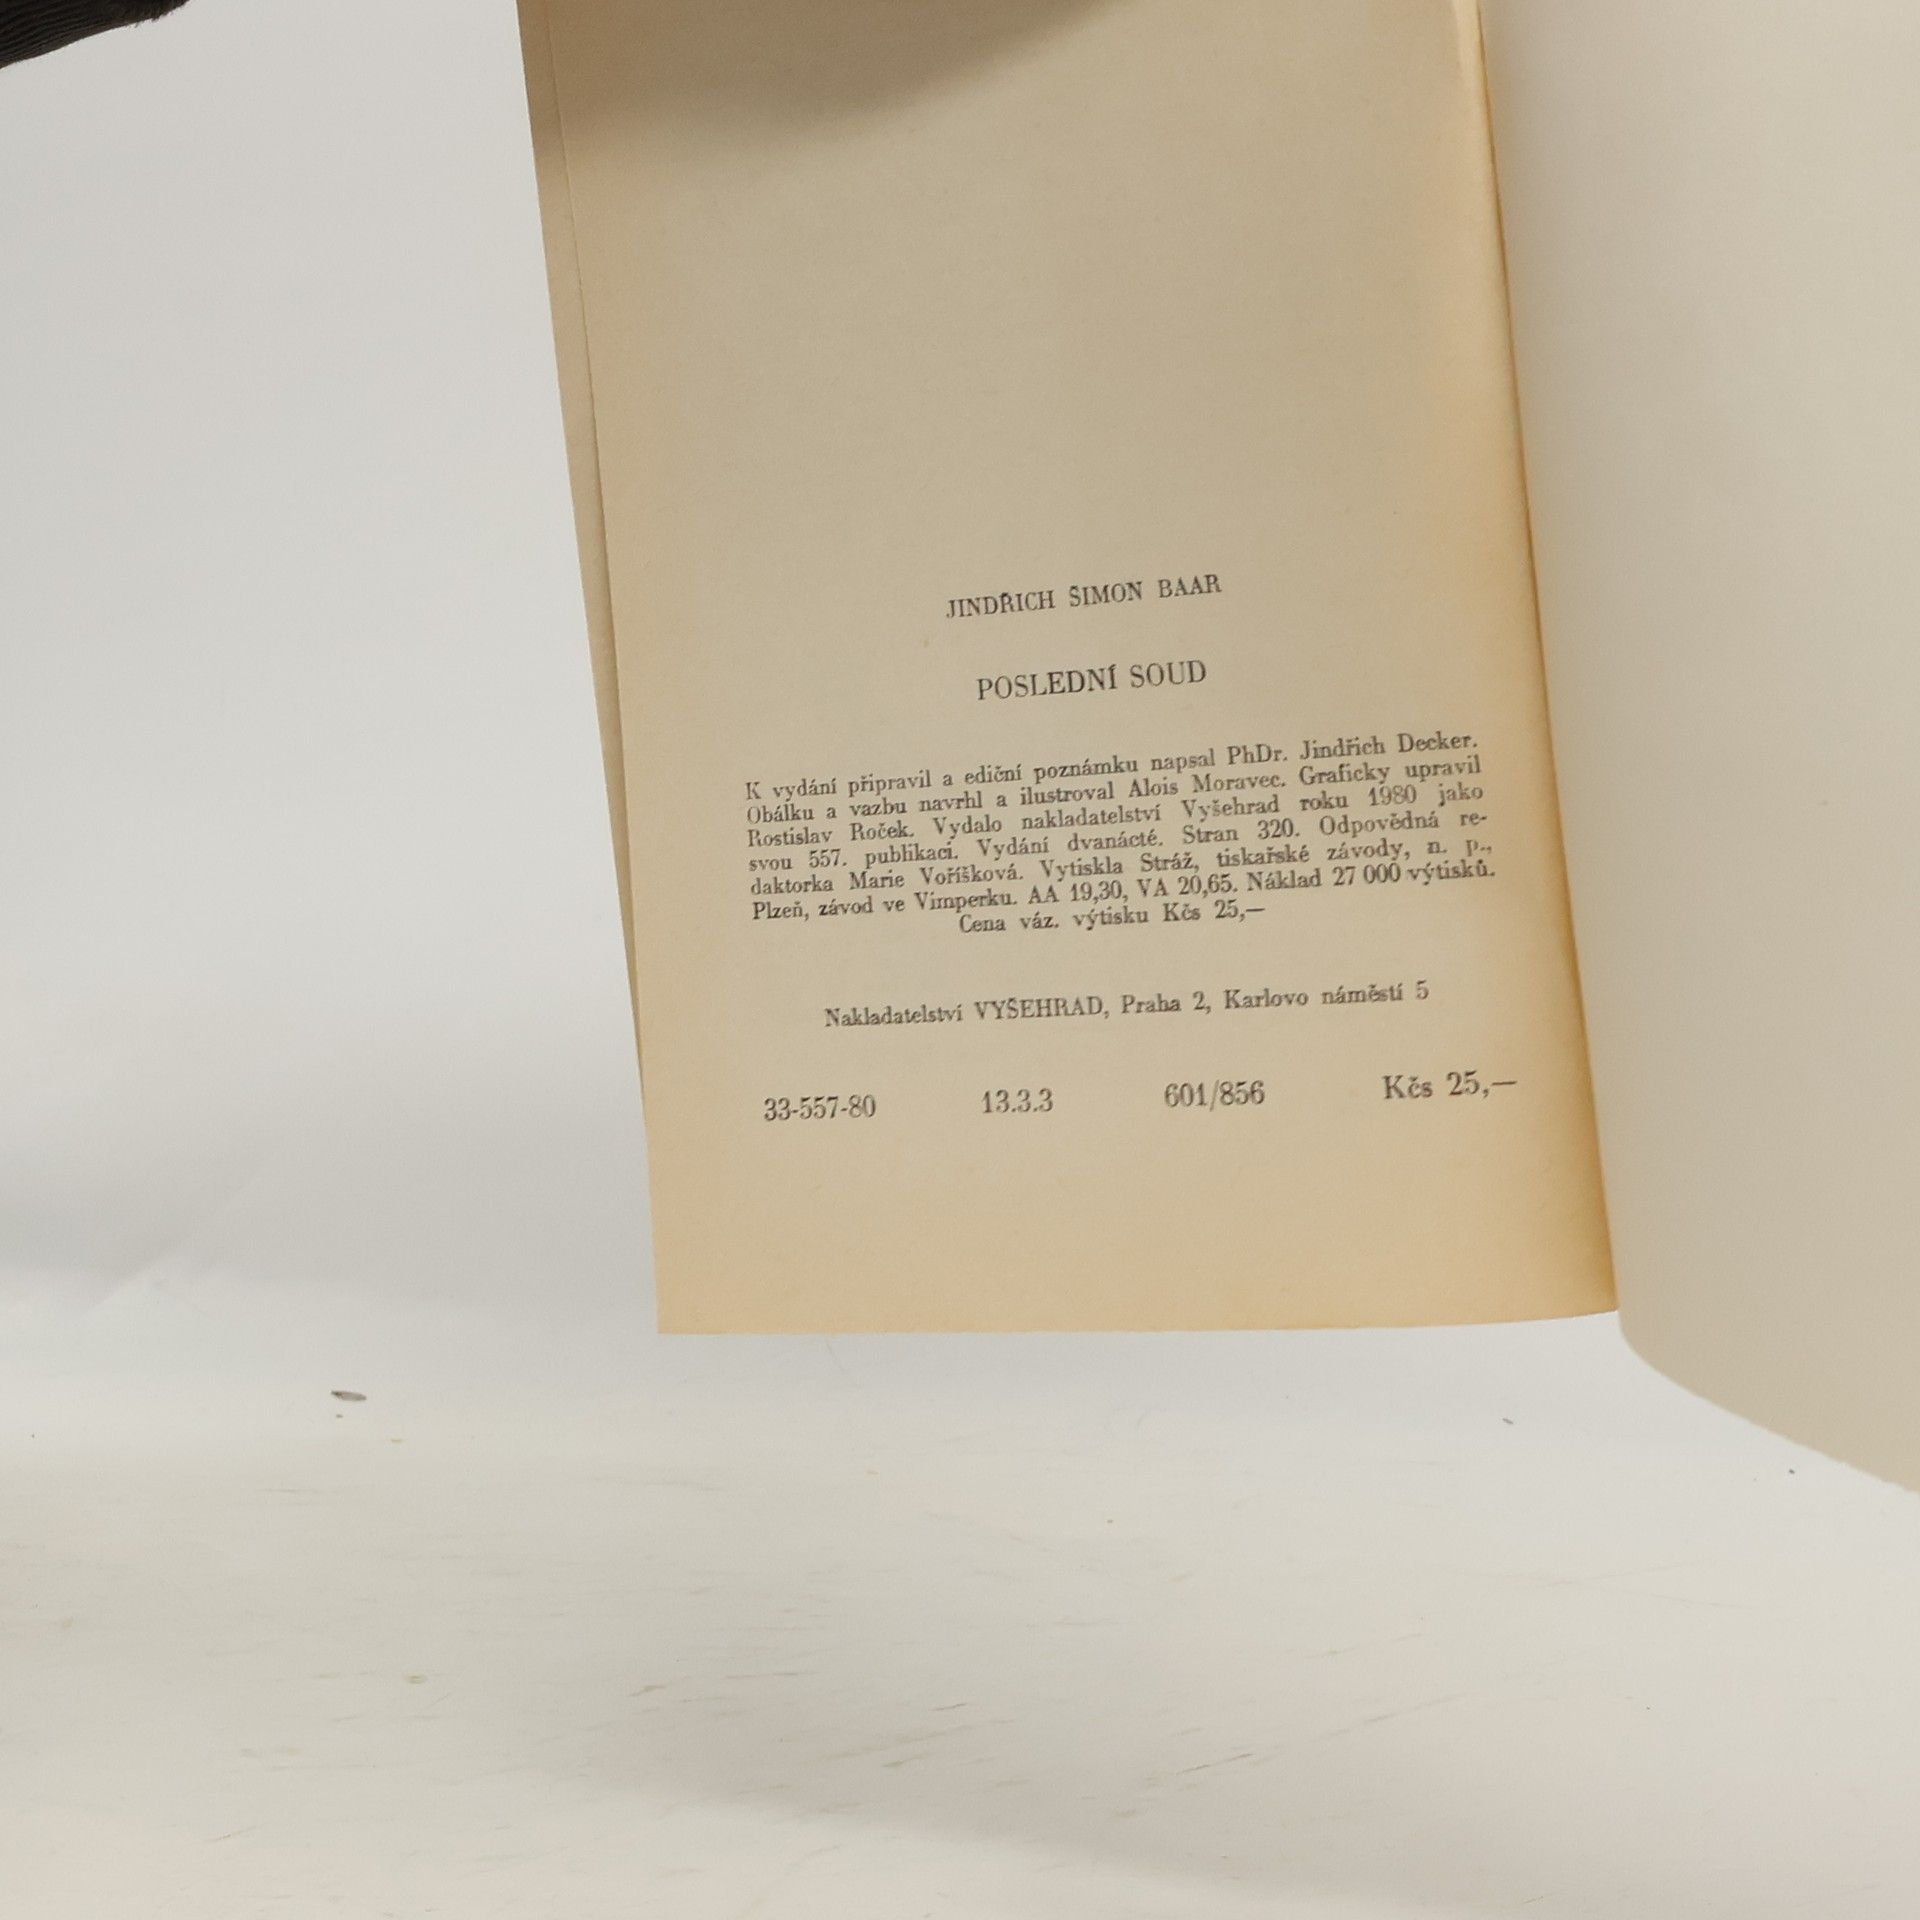 JINDŘICH ŠIMON BAAR
POSLEDNÍ SOUD
K vydání připravil a ediční poznámku napsal PhDr. Jindřich Decker.
Obálku a vazbu navrhl a ilustroval Alois Moravec. Graficky upravil
Rostislav Roček. Vydalo nakladatelství Vyšehrad roku 1980 jako
svou 557. publikaci. Vydání dvanácté. Stran 320. Odpovědná re-
daktorka Marie Voříšková. Vytiskla Stráž, tiskařské závody, n. p.,
Plzeň, závod ve Vimperku. AA 19,30, VA 20,65. Náklad 27 000 výtisků.
Cena váz. výtisku Kčs 25,—
Nakladatelství VYŠEHRAD, Praha 2, Karlovo náměstí 5
33-557-80 13.3.3 601/856 Kčs 25,—